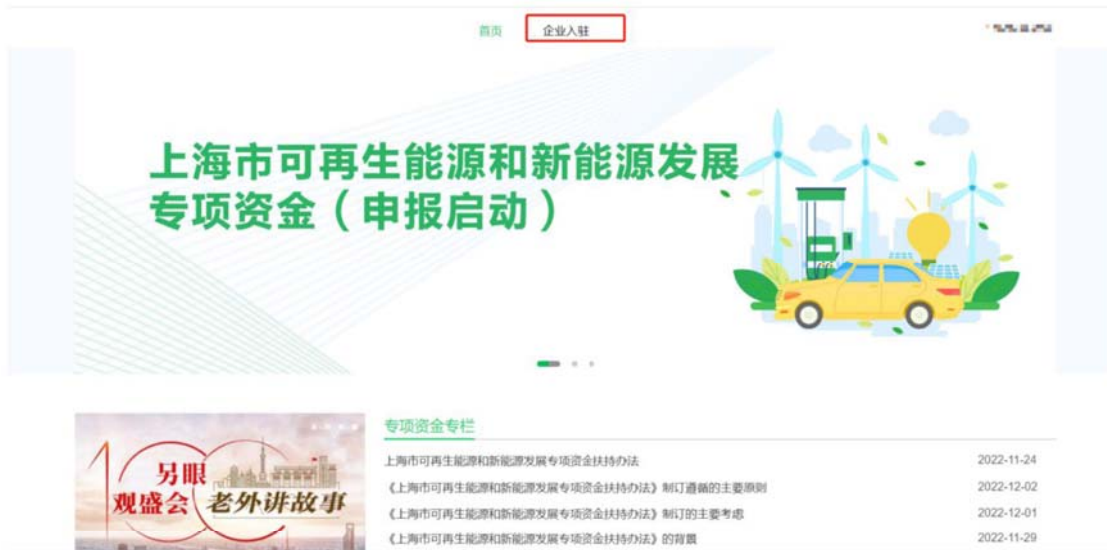 首页
企业入驻
上海市可再生能源和新能源发展
专项资金（申报启动）
100
另眼
观盛会
老外讲故事
专项资金专栏
上海市可再生能源和新能源发展专项资金扶持办法
2022-11-24
《上海市可再生能源和新能源发展专项资金扶持办法》制订遵循的主要原则
2022-12-02
《上海市可再生能源和新能源发展专项资金扶持办法》制订的主要考虑
2022-12-01
《上海市可再生能源和新能源发展专项资金扶持办法》的背景
2022-11-29